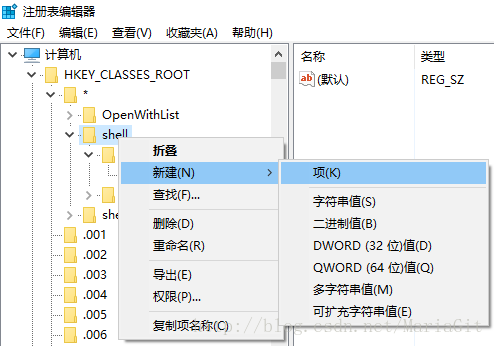 注册表编辑器
文件(F) 编辑(E) 查看(V) 收藏夹(A) 帮助(H)
计算机
HKEY_CLASSES_ROOT
*
OpenWithList
shell
she
.001
.002
.003
.004
.005
.006
名称 类型
ab (默认) REG_SZ
折叠
新建(N)
查找(F)...
删除(D)
重命名(R)
导出(E)
权限(P)...
复制项名称(C)
项(K)
字符串值(S)
二进制值(B)
DWORD (32 位)值(D)
QWORD (64 位)值(Q)
多字符串值(M)
可扩充字符串值(E)
http://blog.csdn.net/MariaGit